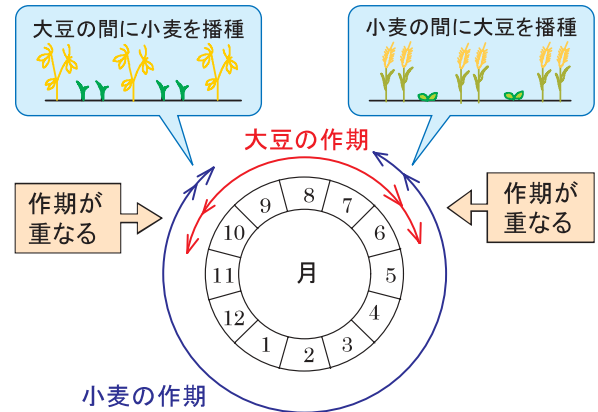 大豆の間に小麦を播種
小麦の間に大豆を播種
大豆の作期
作期が
重なる
作期が
重なる
8
9
7
10
6
11
月
5
12
4
1
3
2
小麦の作期